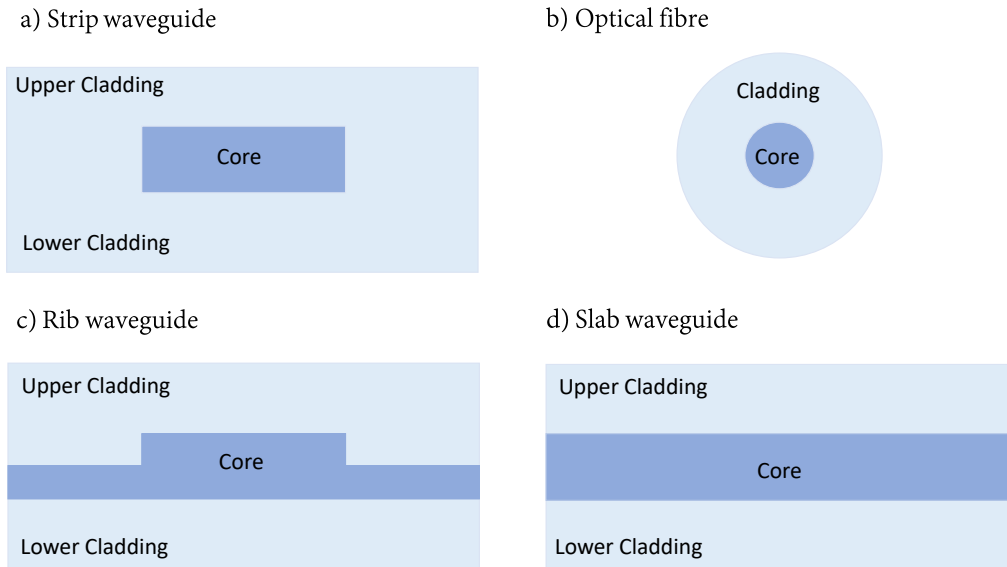 a) Strip waveguide
Upper Cladding
Core
Lower Cladding
b) Optical fibre
Cladding
Core
c) Rib waveguide
Upper Cladding
Core
Lower Cladding
d) Slab waveguide
Upper Cladding
Core
Lower Cladding